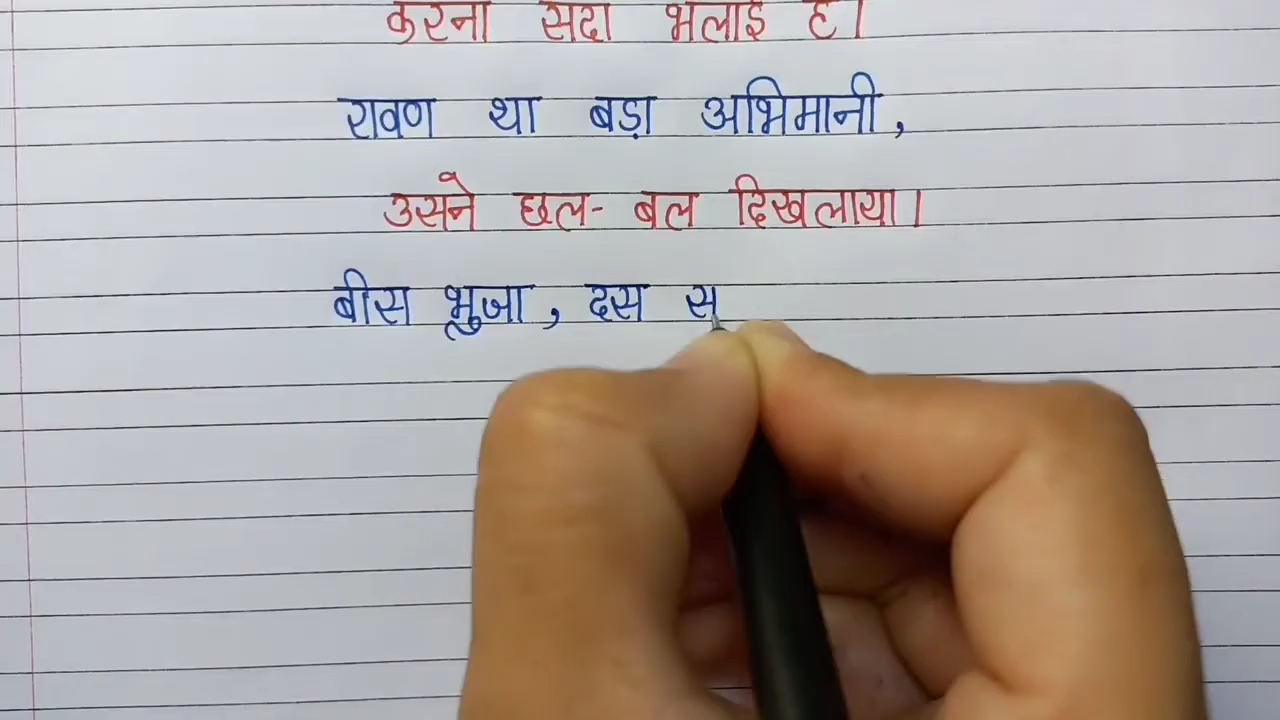 करना सदा भलाई है।
रावण था बड़ा अभिमानी,
उसने छल- बल दिखलाया।
बीस भुजा, दस स